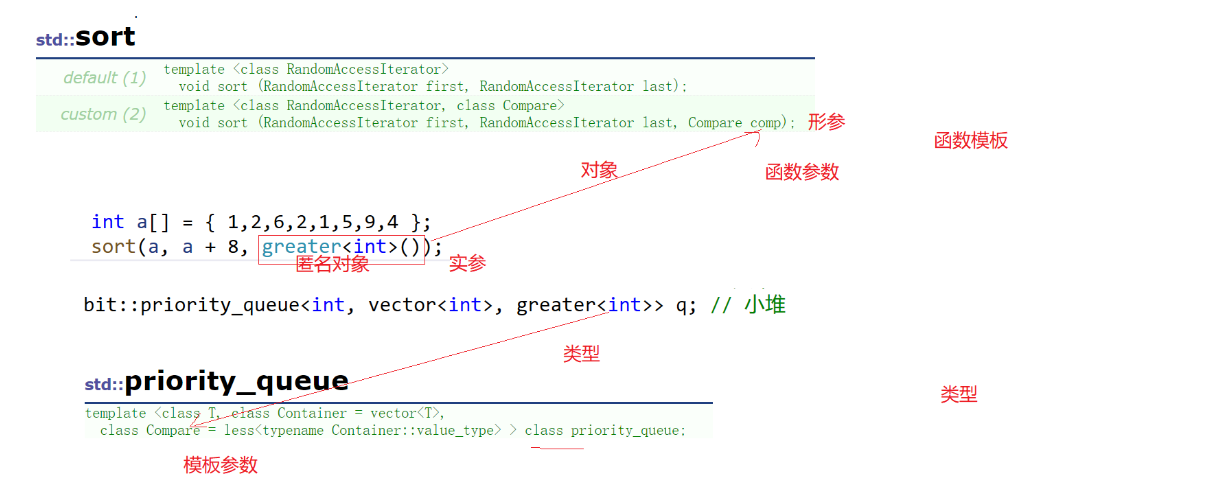 std::sort
default (1) template <class RandomAccessIterator>
void sort (RandomAccessIterator first, RandomAccessIterator last);
custom (2) template <class RandomAccessIterator, class Compare>
void sort (RandomAccessIterator first, RandomAccessIterator last, Compare comp);
形参
函数模板
对象
函数参数
int a[] = { 1,2,6,2,1,5,9,4 };
sort(a, a + 8, greater<int>());
匿名对象
实参
bit::priority_queue<int, vector<int>, greater<int>> q; // 小堆
类型
std::priority_queue
类型
template <class T, class Container = vector<T>,
class Compare = less<typename Container::value_type> > class priority_queue;
模板参数